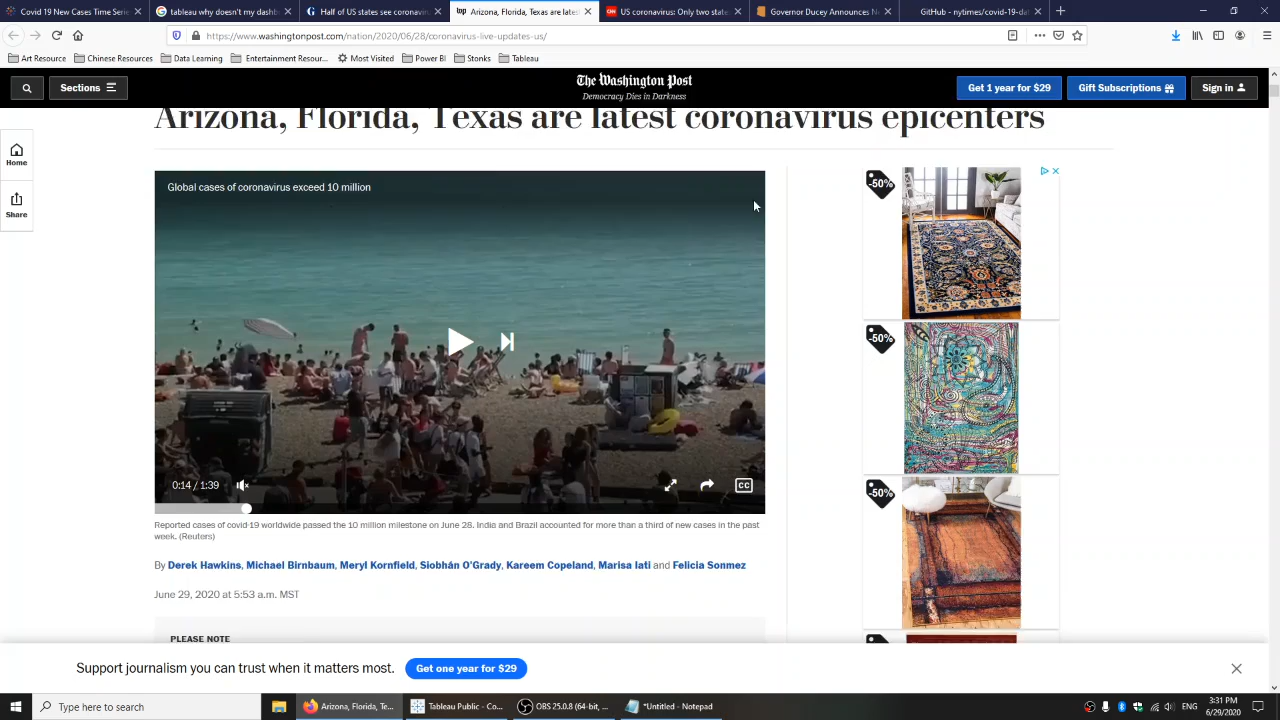 Covid 19 New Cases Time Serie
tableau why doesn't my dashb
Half of US states see coronavir
Arizona, Florida, Texas are lates
US coronavirus: Only two state
Governor Ducey Announces Ne
GitHub - nytimes/covid-19-dat
https://www.washingtonpost.com/nation/2020/06/28/coronavirus-live-updates-us/
Art Resource
Chinese Resources
Data Learning
Entertainment Resour...
Most Visited
Power BI
Stonks
Tableau
Sections
The Washington Post
Democracy Dies in Darkness
Get 1 year for $29
Gift Subscriptions
Sign in
Arizona, Florida, Texas are latest coronavirus epicenters
Home
Share
Global cases of coronavirus exceed 10 million
0:14 / 1:39
CC
-50%
-50%
-50%
Reported cases of covid-19 worldwide passed the 10 million milestone on June 28. India and Brazil accounted for more than a third of new cases in the past
week. (Reuters)
By Derek Hawkins, Michael Birnbaum, Meryl Kornfield, Siobhán O'Grady, Kareem Copeland, Marisa Iati and Felicia Sonmez
June 29, 2020 at 5:53 a.m. MST
PLEASE NOTE
Support journalism you can trust when it matters most.
Get one year for $29
Type here to search
Arizona, Florida, Te...
Tableau Public - Co...
OBS 25.0.8 (64-bit, ...
*Untitled - Notepad
ENG
3:31 PM
6/29/2020